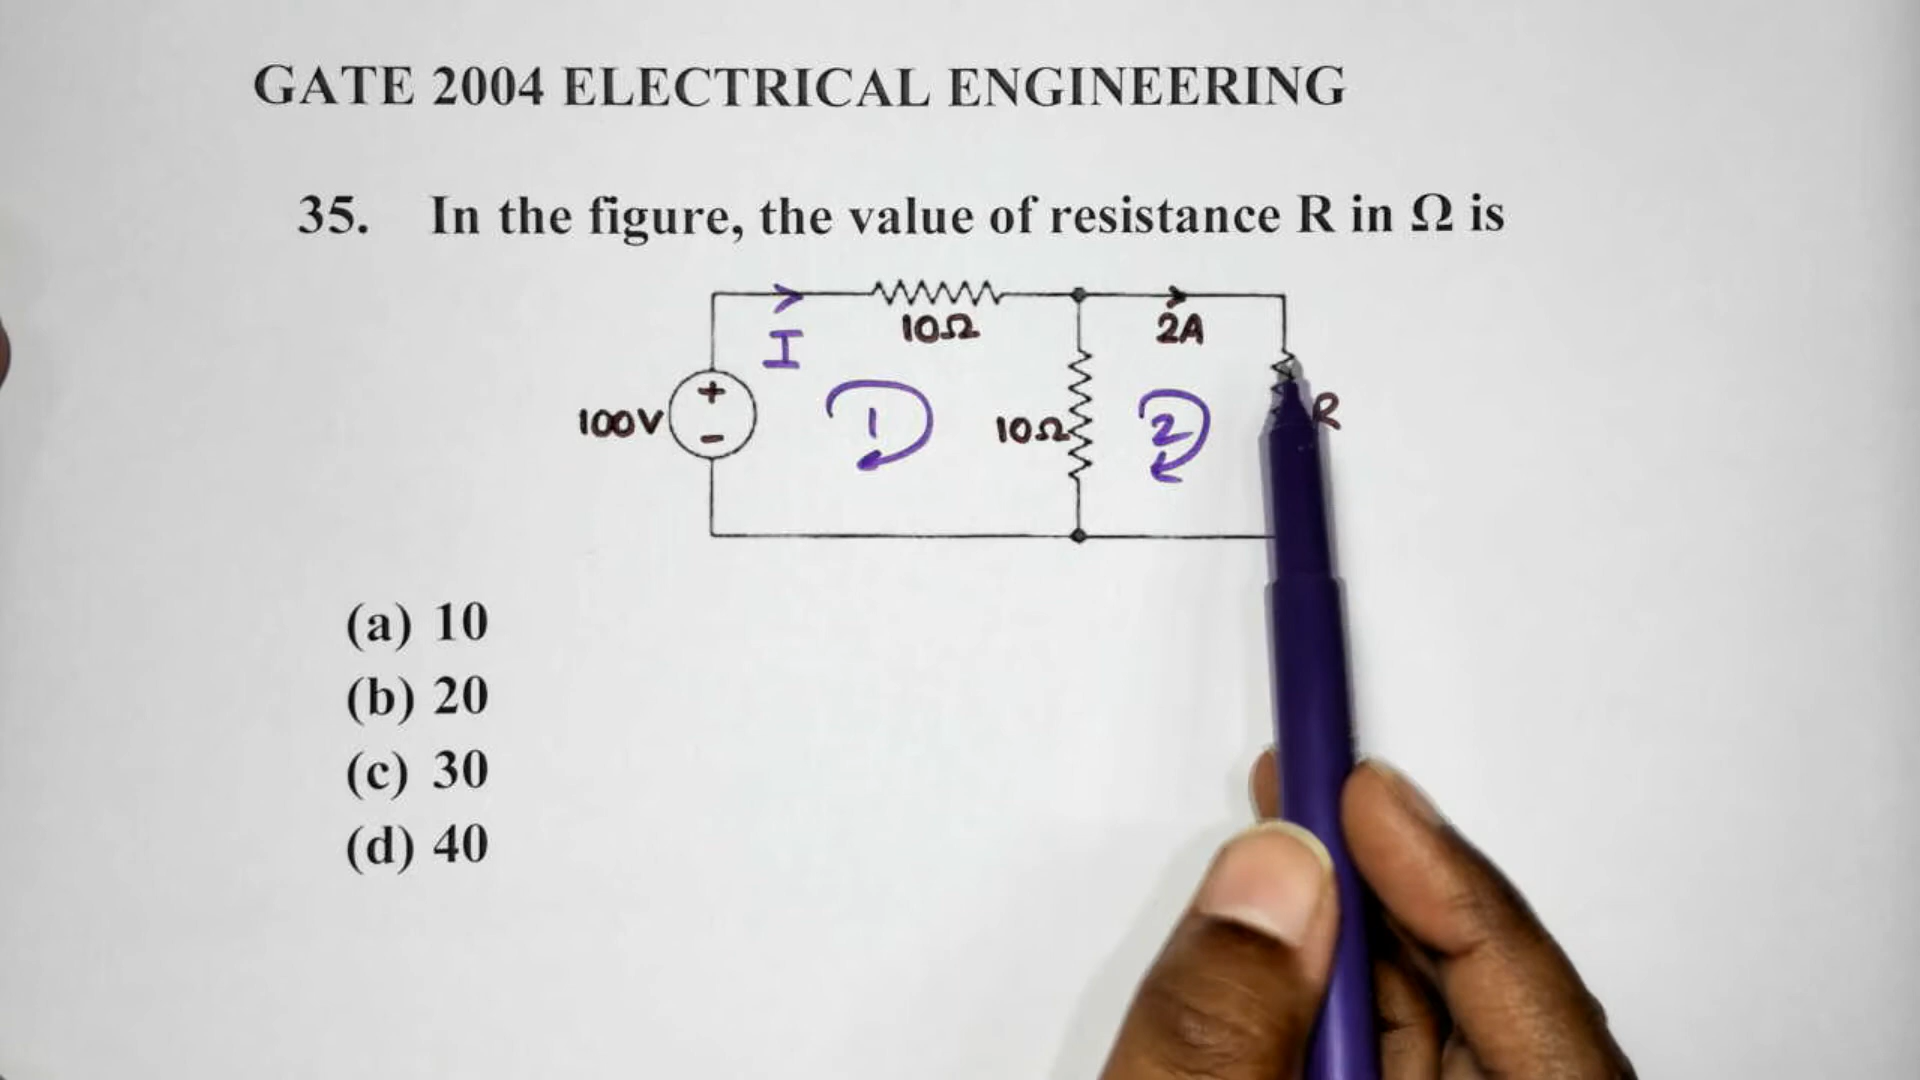 GATE 2004 ELECTRICAL ENGINEERING
35. In the figure, the value of resistance R in Ω is
I
10Ω
2A
100V
+
-
1
10Ω
2
R
(a) 10
(b) 20
(c) 30
(d) 40